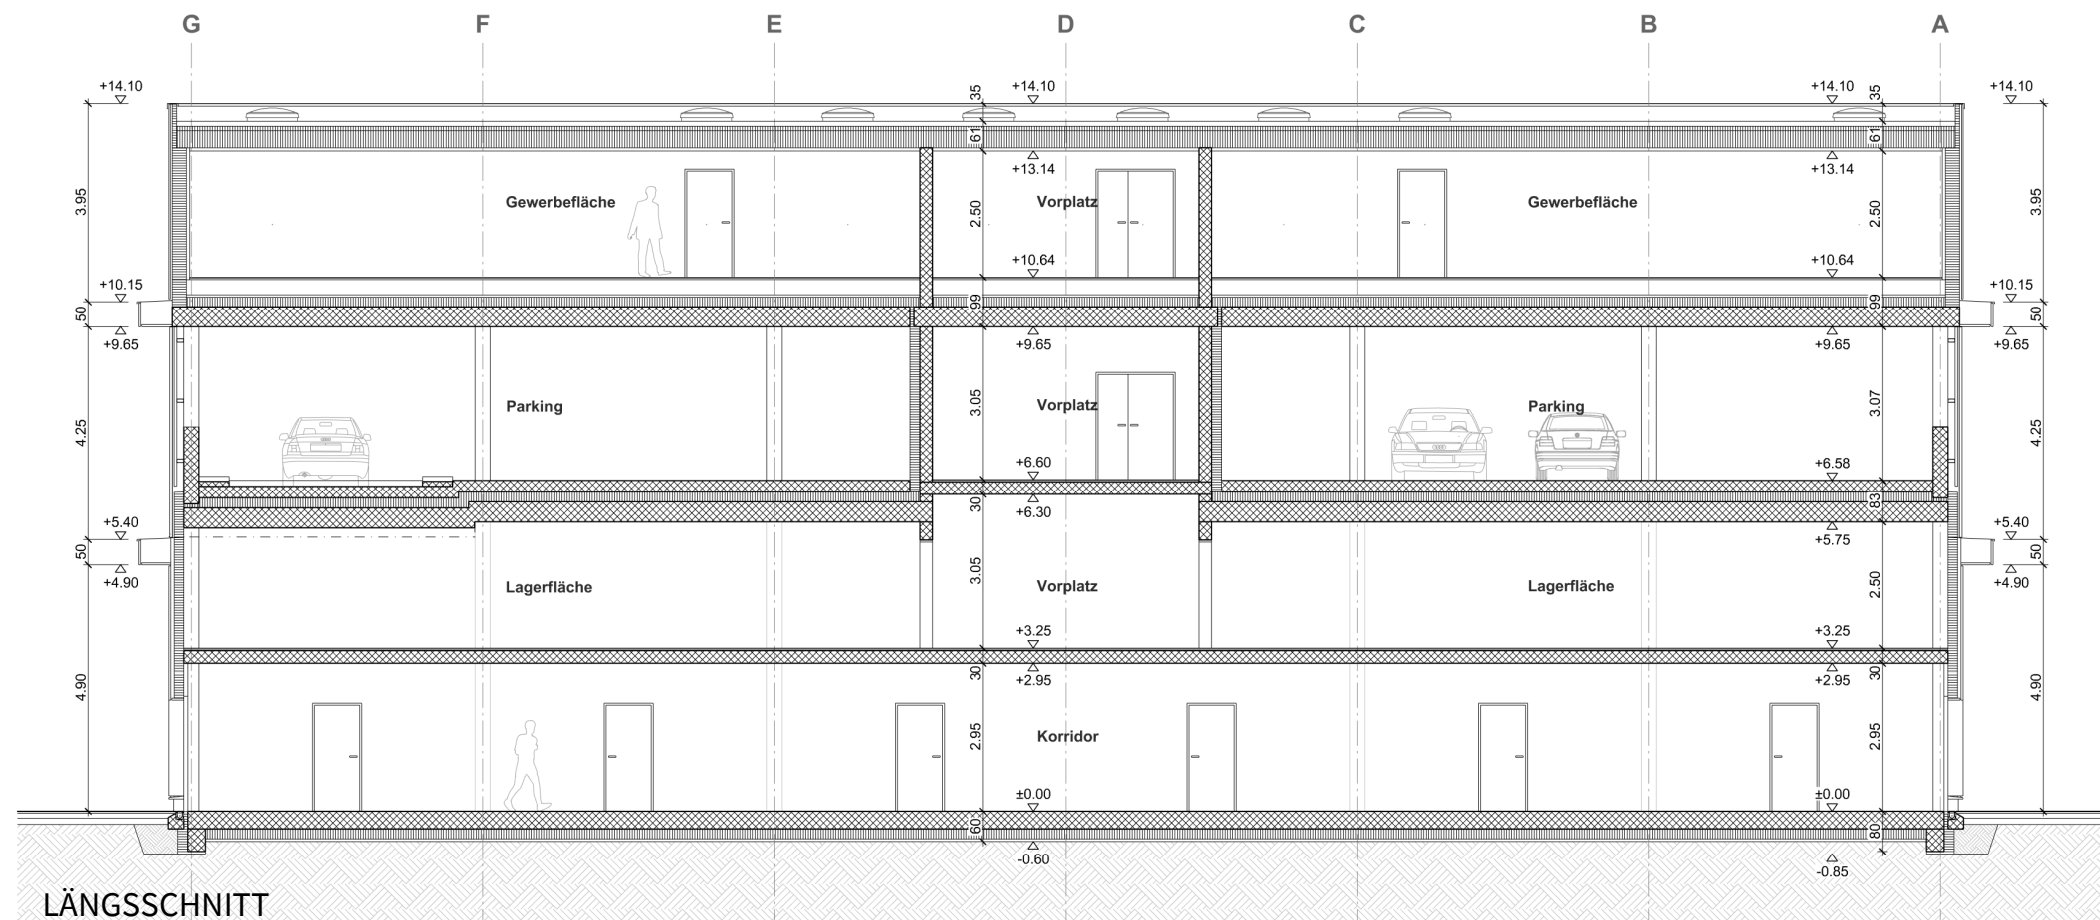 G F E D C B A
+14.10 35 +14.10 +14.10 35 +14.10
61 61
+13.14 +13.14
3.95 Gewerbefläche 2.50 Vorplatz Gewerbefläche 2.50 3.95
+10.64 +10.64
+10.15 +10.15
50 99 99 50
+9.65 +9.65 +9.65 +9.65
4.25 Parking 3.05 Vorplatz Parking 3.07 4.25
+6.60 +6.58
30 83
+6.30
+5.40 +5.40
+5.75
50 50
+4.90 +4.90
Lagerfläche 3.05 Vorplatz Lagerfläche 2.50
+3.25 +3.25
30 30
+2.95 +2.95
4.90 4.90
2.95 Korridor 2.95
±0.00 ±0.00
60 80
-0.60
-0.85
LÄNGSSCHNITT